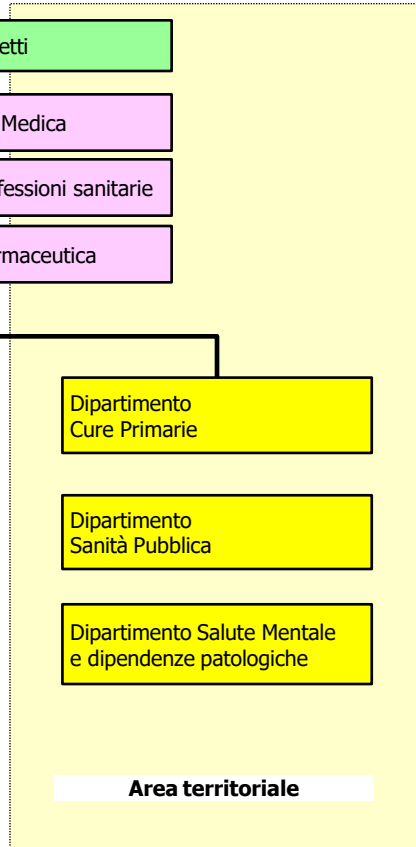 etti
Medica
fessioni sanitarie
rmaceutica
Dipartimento
Cure Primarie
Dipartimento
Sanità Pubblica
Dipartimento Salute Mentale
e dipendenze patologiche
Area territoriale